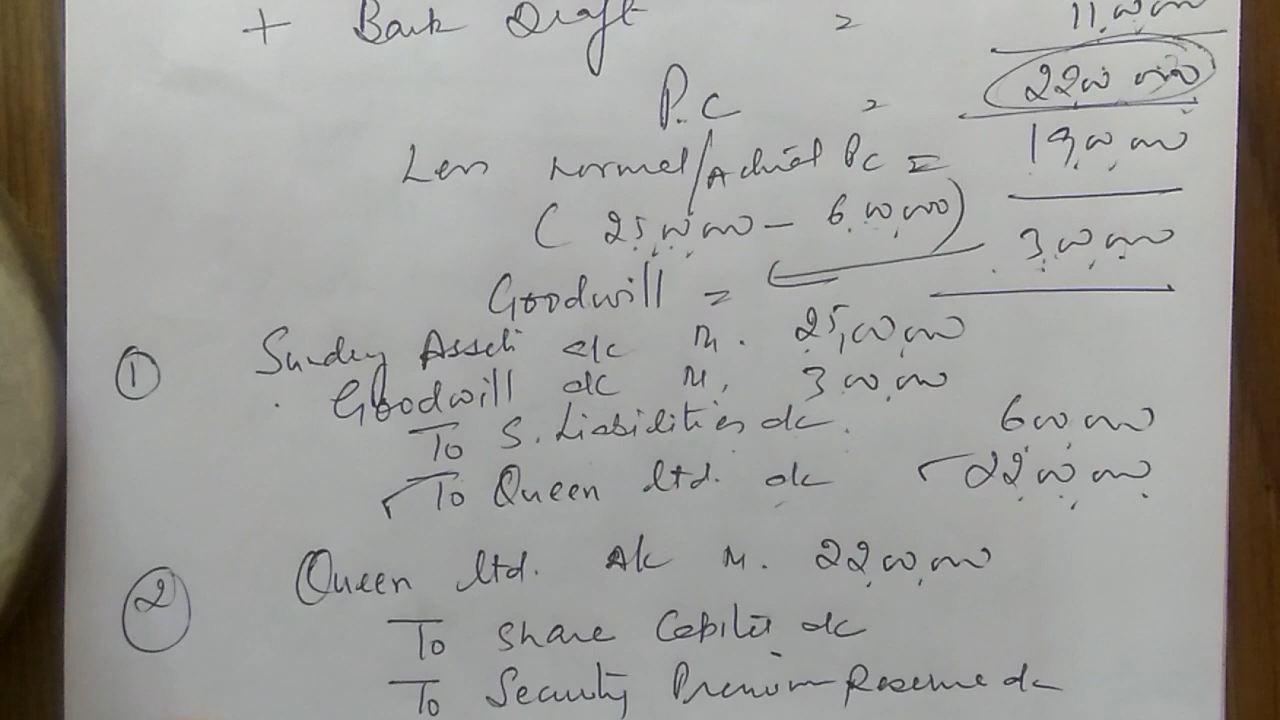 + Bank Draft = 11,00,000
P.C = 22,00,000
Less normal/Actual PC = 19,00,000
( 25,00,000 - 6,00,000) 3,00,000
Goodwill =
① Sundry Assets a/c Dr. 25,00,000
Goodwill a/c Dr. 3,00,000
To S. Liabilities a/c. 6,00,000
To Queen ltd. a/c 22,00,000
② Queen ltd. A/c Dr. 22,00,000
To Share Capital a/c
To Security Premium Reserve a/c